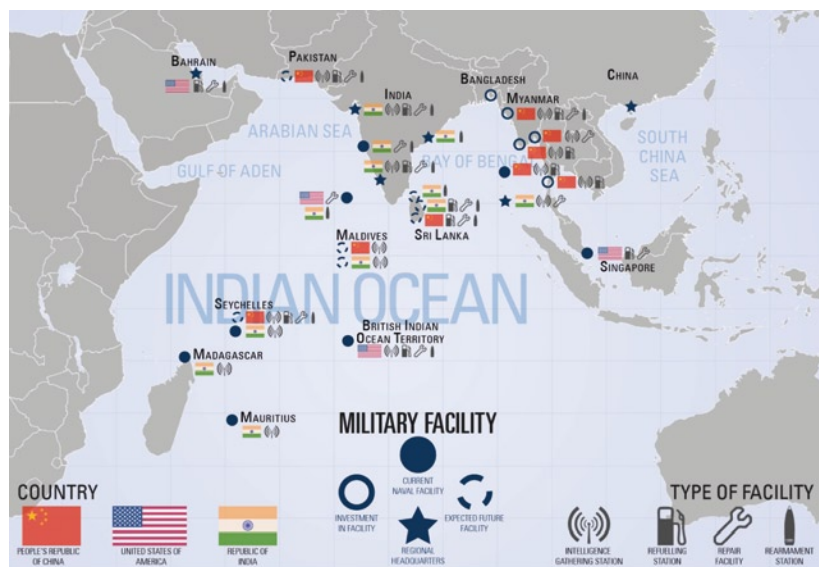 BAHRAIN
PAKISTAN
INDIA
BANGLADESH
MYANMAR
CHINA
ARABIAN SEA
GULF OF ADEN
BAY OF BENGA
SOUTH
CHINA
SEA
MALDIVES
SRI LANKA
SINGAPORE
INDIAN OCEAN
SEYCHELLES
BRITISH INDIAN
OCEAN TERRITORY
MADAGASCAR
MAURITIUS
MILITARY FACILITY
CURRENT
NAVAL FACILITY
INVESTMENT
IN FACILITY
EXPECTED FUTURE
FACILITY
REGIONAL
HEADQUARTERS
COUNTRY
PEOPLE'S REPUBLIC
OF CHINA
UNITED STATES OF
AMERICA
REPUBLIC OF
INDIA
TYPE OF FACILITY
INTELLIGENCE
GATHERING STATION
REFUELLING
STATION
REPAIR
FACILITY
REARMAMENT
STATION